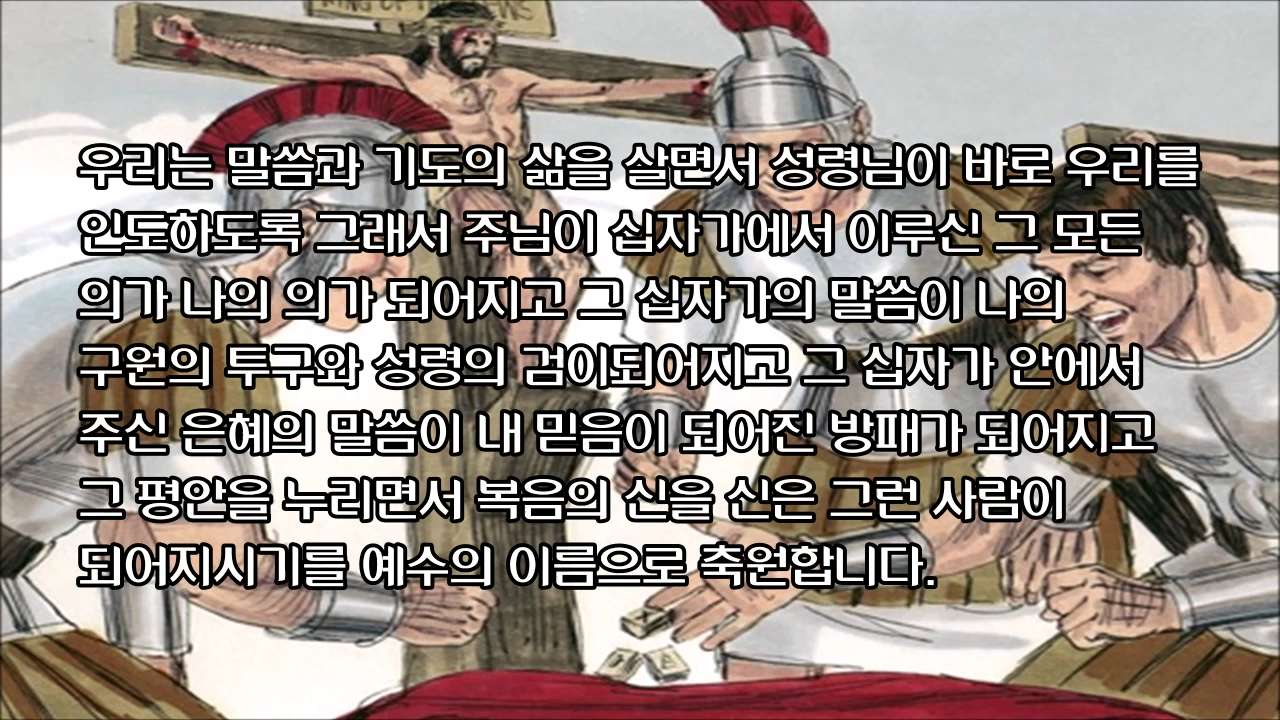 KING OF THE JEWS
우리는 말씀과 기도의 삶을 살면서 성령님이 바로 우리를
인도하도록 그래서 주님이 십자가에서 이루신 그 모든
의가 나의 의가 되어지고 그 십자가의 말씀이 나의
구원의 투구와 성령의 검이되어지고 그 십자가 안에서
주신 은혜의 말씀이 내 믿음이 되어진 방패가 되어지고
그 평안을 누리면서 복음의 신을 신은 그런 사람이
되어지시기를 예수의 이름으로 축원합니다.